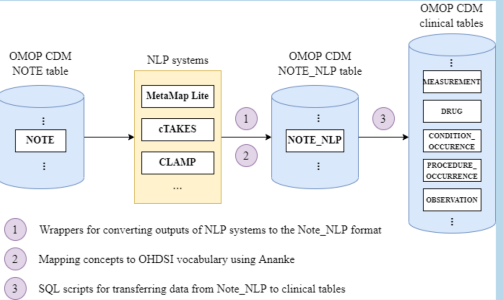 OMOP CDM
clinical tables
OMOP CDM
NOTE table
NLP systems
OMOP CDM
NOTE_NLP table
⋮
NOTE
⋮
MetaMap Lite
cTAKES
CLAMP
...
1
2
⋮
NOTE_NLP
⋮
3
⋮
MEASUREMENT
DRUG
CONDITION_
OCCURENCE
PROCEDURE_
OCCURRENCE
OBSERVATION
⋮
1 Wrappers for converting outputs of NLP systems to the Note_NLP format
2 Mapping concepts to OHDSI vocabulary using Ananke
3 SQL scripts for transferring data from Note_NLP to clinical tables